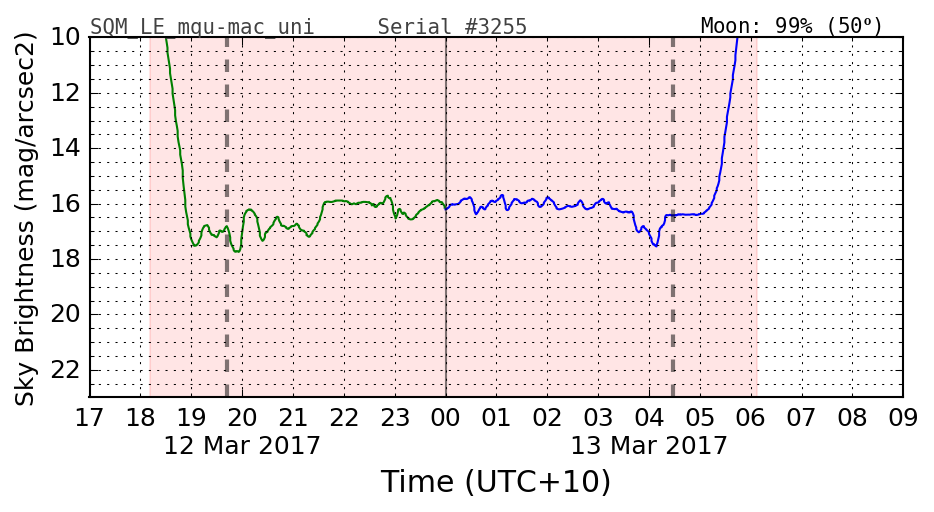 SQM_LE_mqu-mac_uni Serial #3255 Moon: 99% (50º)
Sky Brightness (mag/arcsec2)
10
12
14
16
18
20
22
17 18 19 20 21 22 23 00 01 02 03 04 05 06 07 08 09
12 Mar 2017 13 Mar 2017
Time (UTC+10)